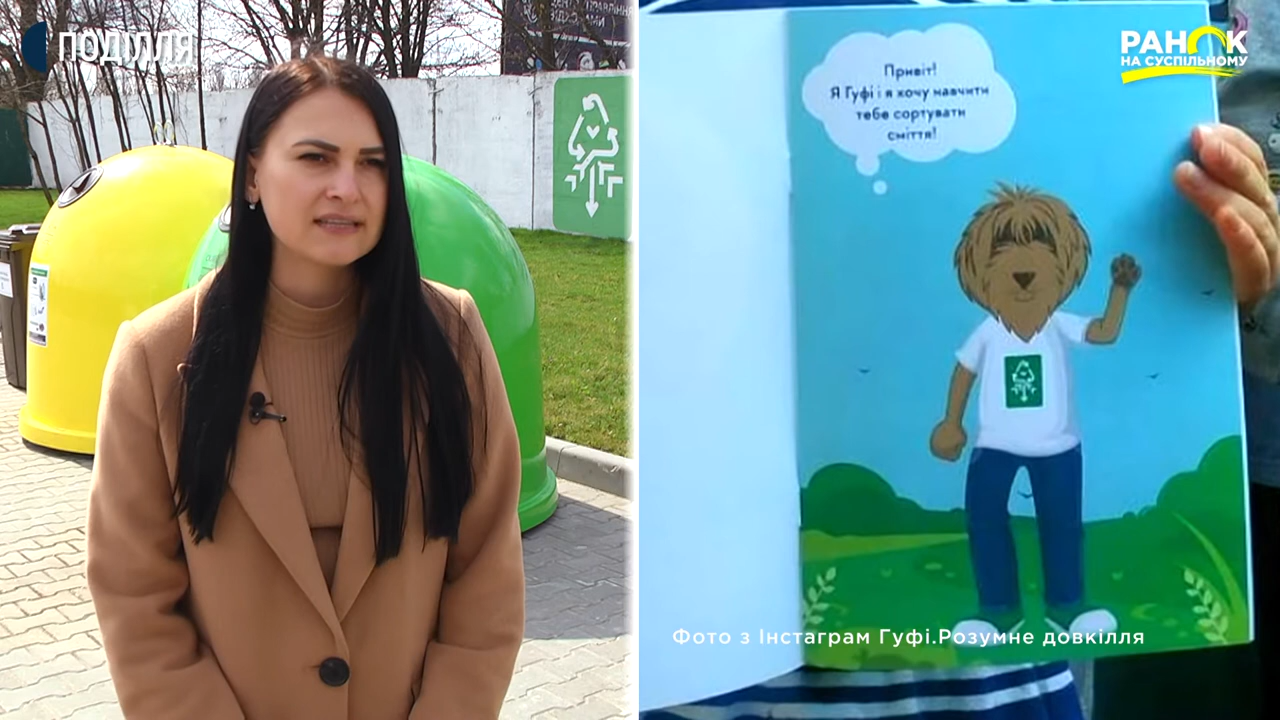 ПОДІЛЛЯ
РАНОК
НА СУСПІЛЬНОМУ
Привіт!
Я Гуфі і я хочу навчити
тебе сортувати
сміття!
Фото з Інстаграм Гуфі.Розумне довкілля